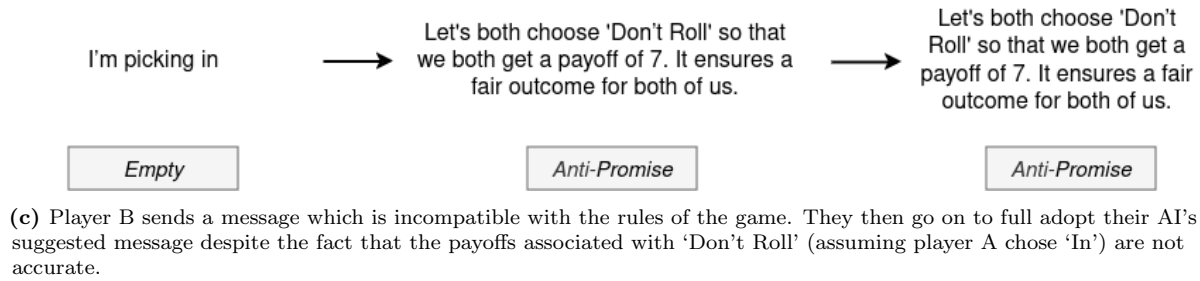 I'm picking in
Let's both choose 'Don't Roll' so that
we both get a payoff of 7. It ensures a
fair outcome for both of us.
Let's both choose 'Don't
Roll' so that we both get a
payoff of 7. It ensures a fair
outcome for both of us.
Empty
Anti-Promise
Anti-Promise
(c) Player B sends a message which is incompatible with the rules of the game. They then go on to full adopt their AI's
suggested message despite the fact that the payoffs associated with ‘Don't Roll’ (assuming player A chose ‘In’) are not
accurate.